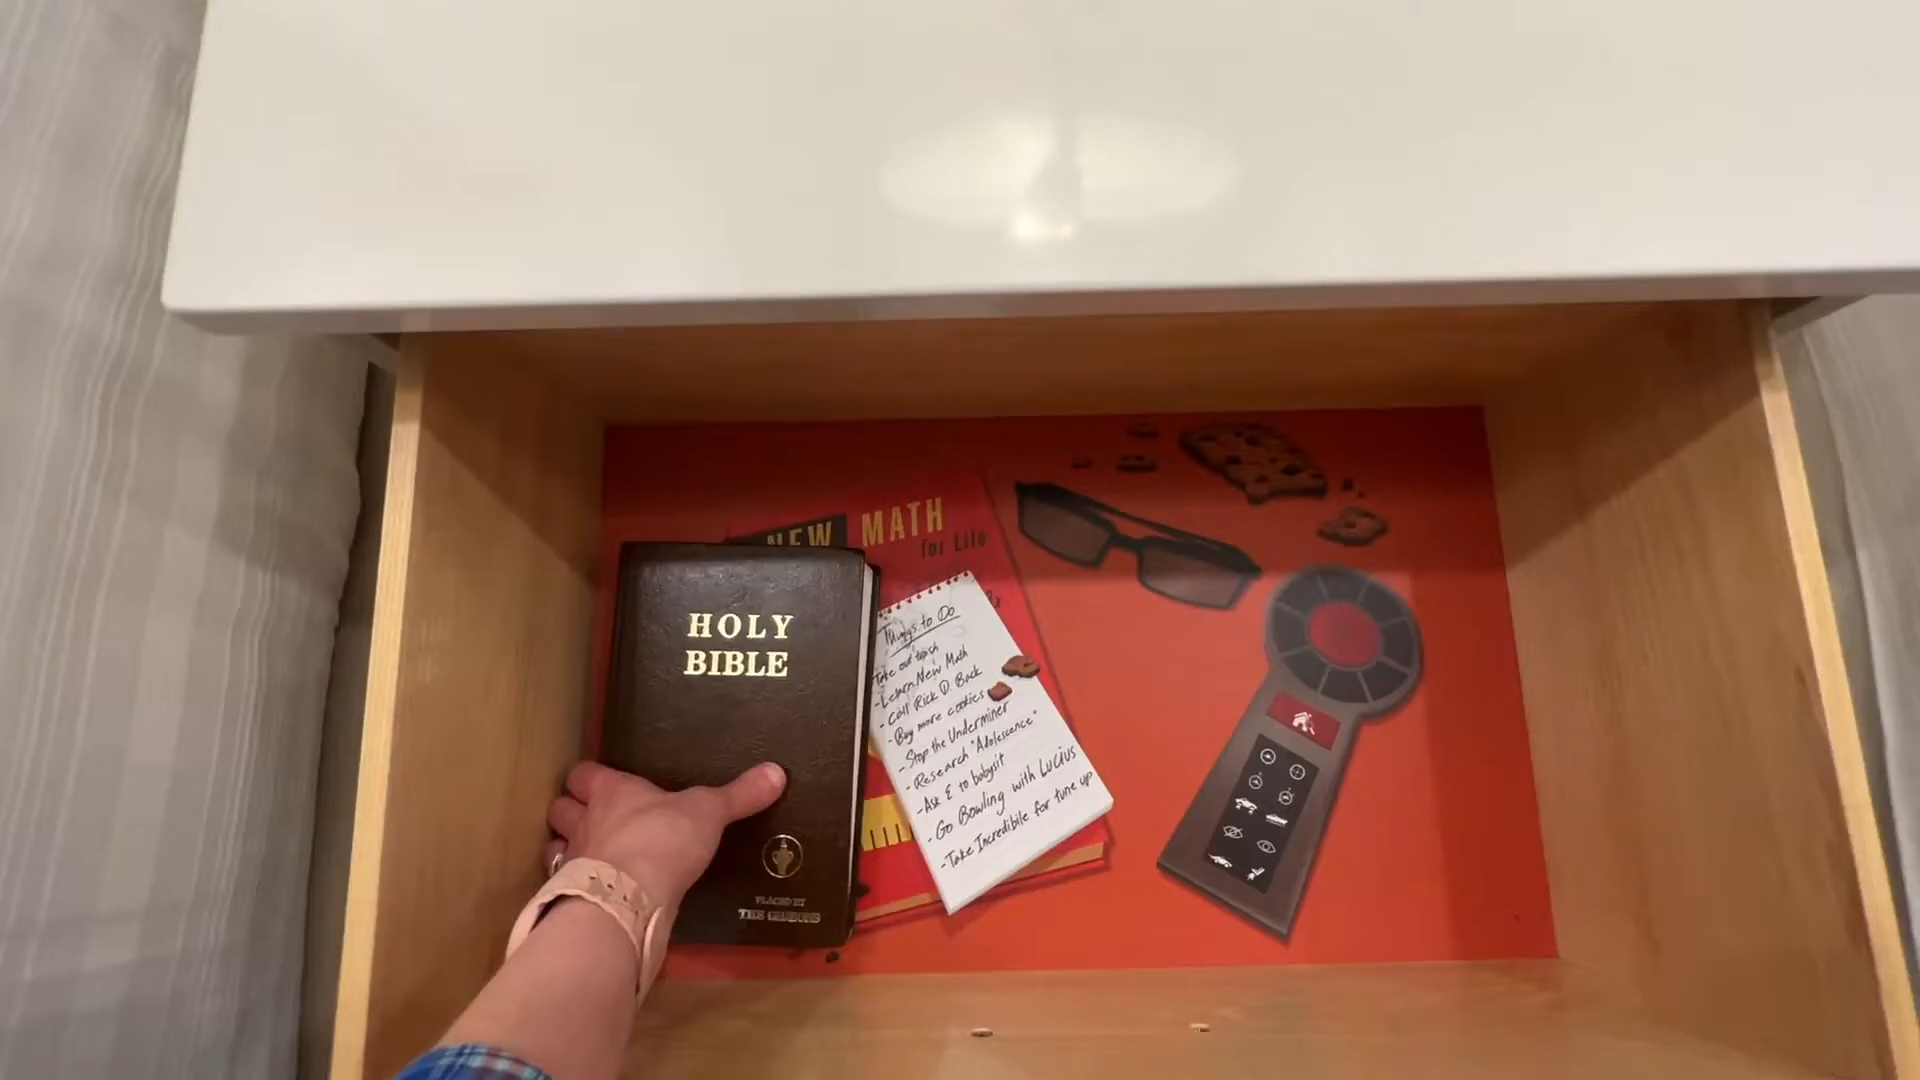 NEW MATH
for Life
HOLY
BIBLE
PLACED BY
THE GIDEONS
Things to Do
Take out trash
-Learn New Math
-Call Rick D. Back
-Buy more cookies
-Stop the Underminer
-Research "Adolescence"
-Ask E to babysit
-Go Bowling with Lucius
-Take Incredibile for tune up